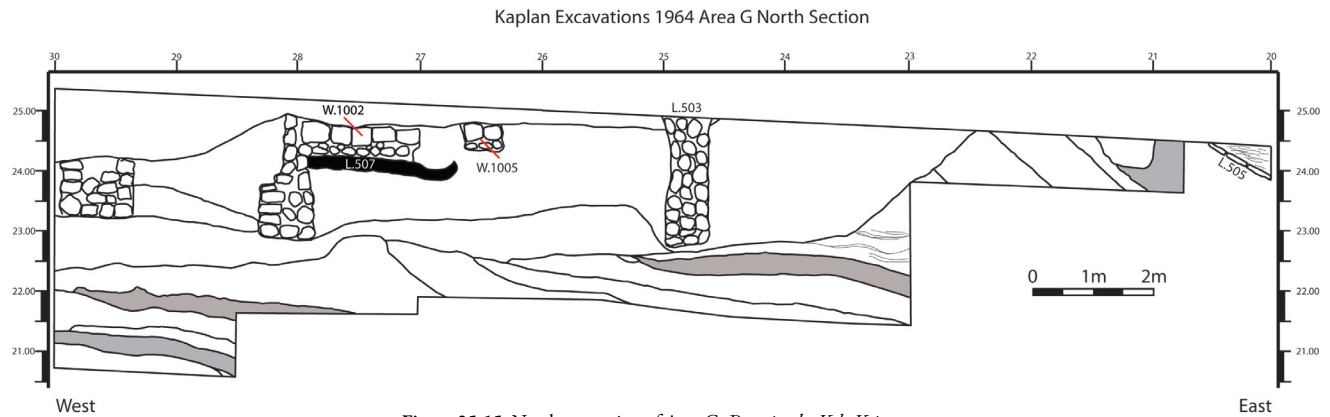 Kaplan Excavations 1964 Area G North Section
30 29 28 27 26 25 24 23 22 21 20
25.00 W.1002 L.503 25.00
24.00 L.507 W.1005 L.505 24.00
23.00 23.00
0 1m 2m
22.00 22.00
21.00 21.00
West East